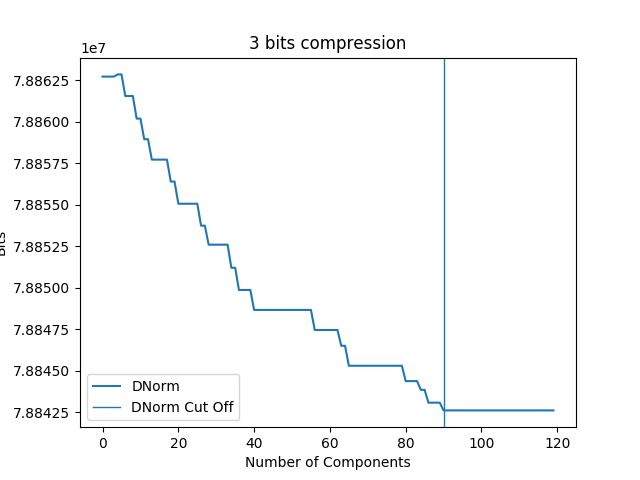 3 bits compression
1e7
7.88625
7.88600
7.88575
7.88550
7.88525
7.88500
7.88475
7.88450
7.88425
Bits
DNorm
DNorm Cut Off
0 20 40 60 80 100 120
Number of Components